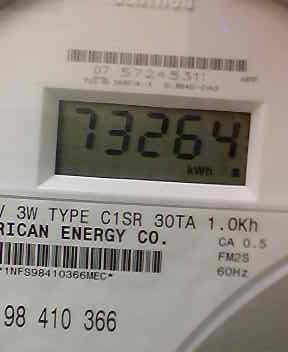 07 5724531
73264
kWh
V 3W TYPE C1SR 30TA 1.0Kh
RICAN ENERGY CO.
CA 0.5
FM2S
60Hz
*1NFS98410366MEC*
98 410 366